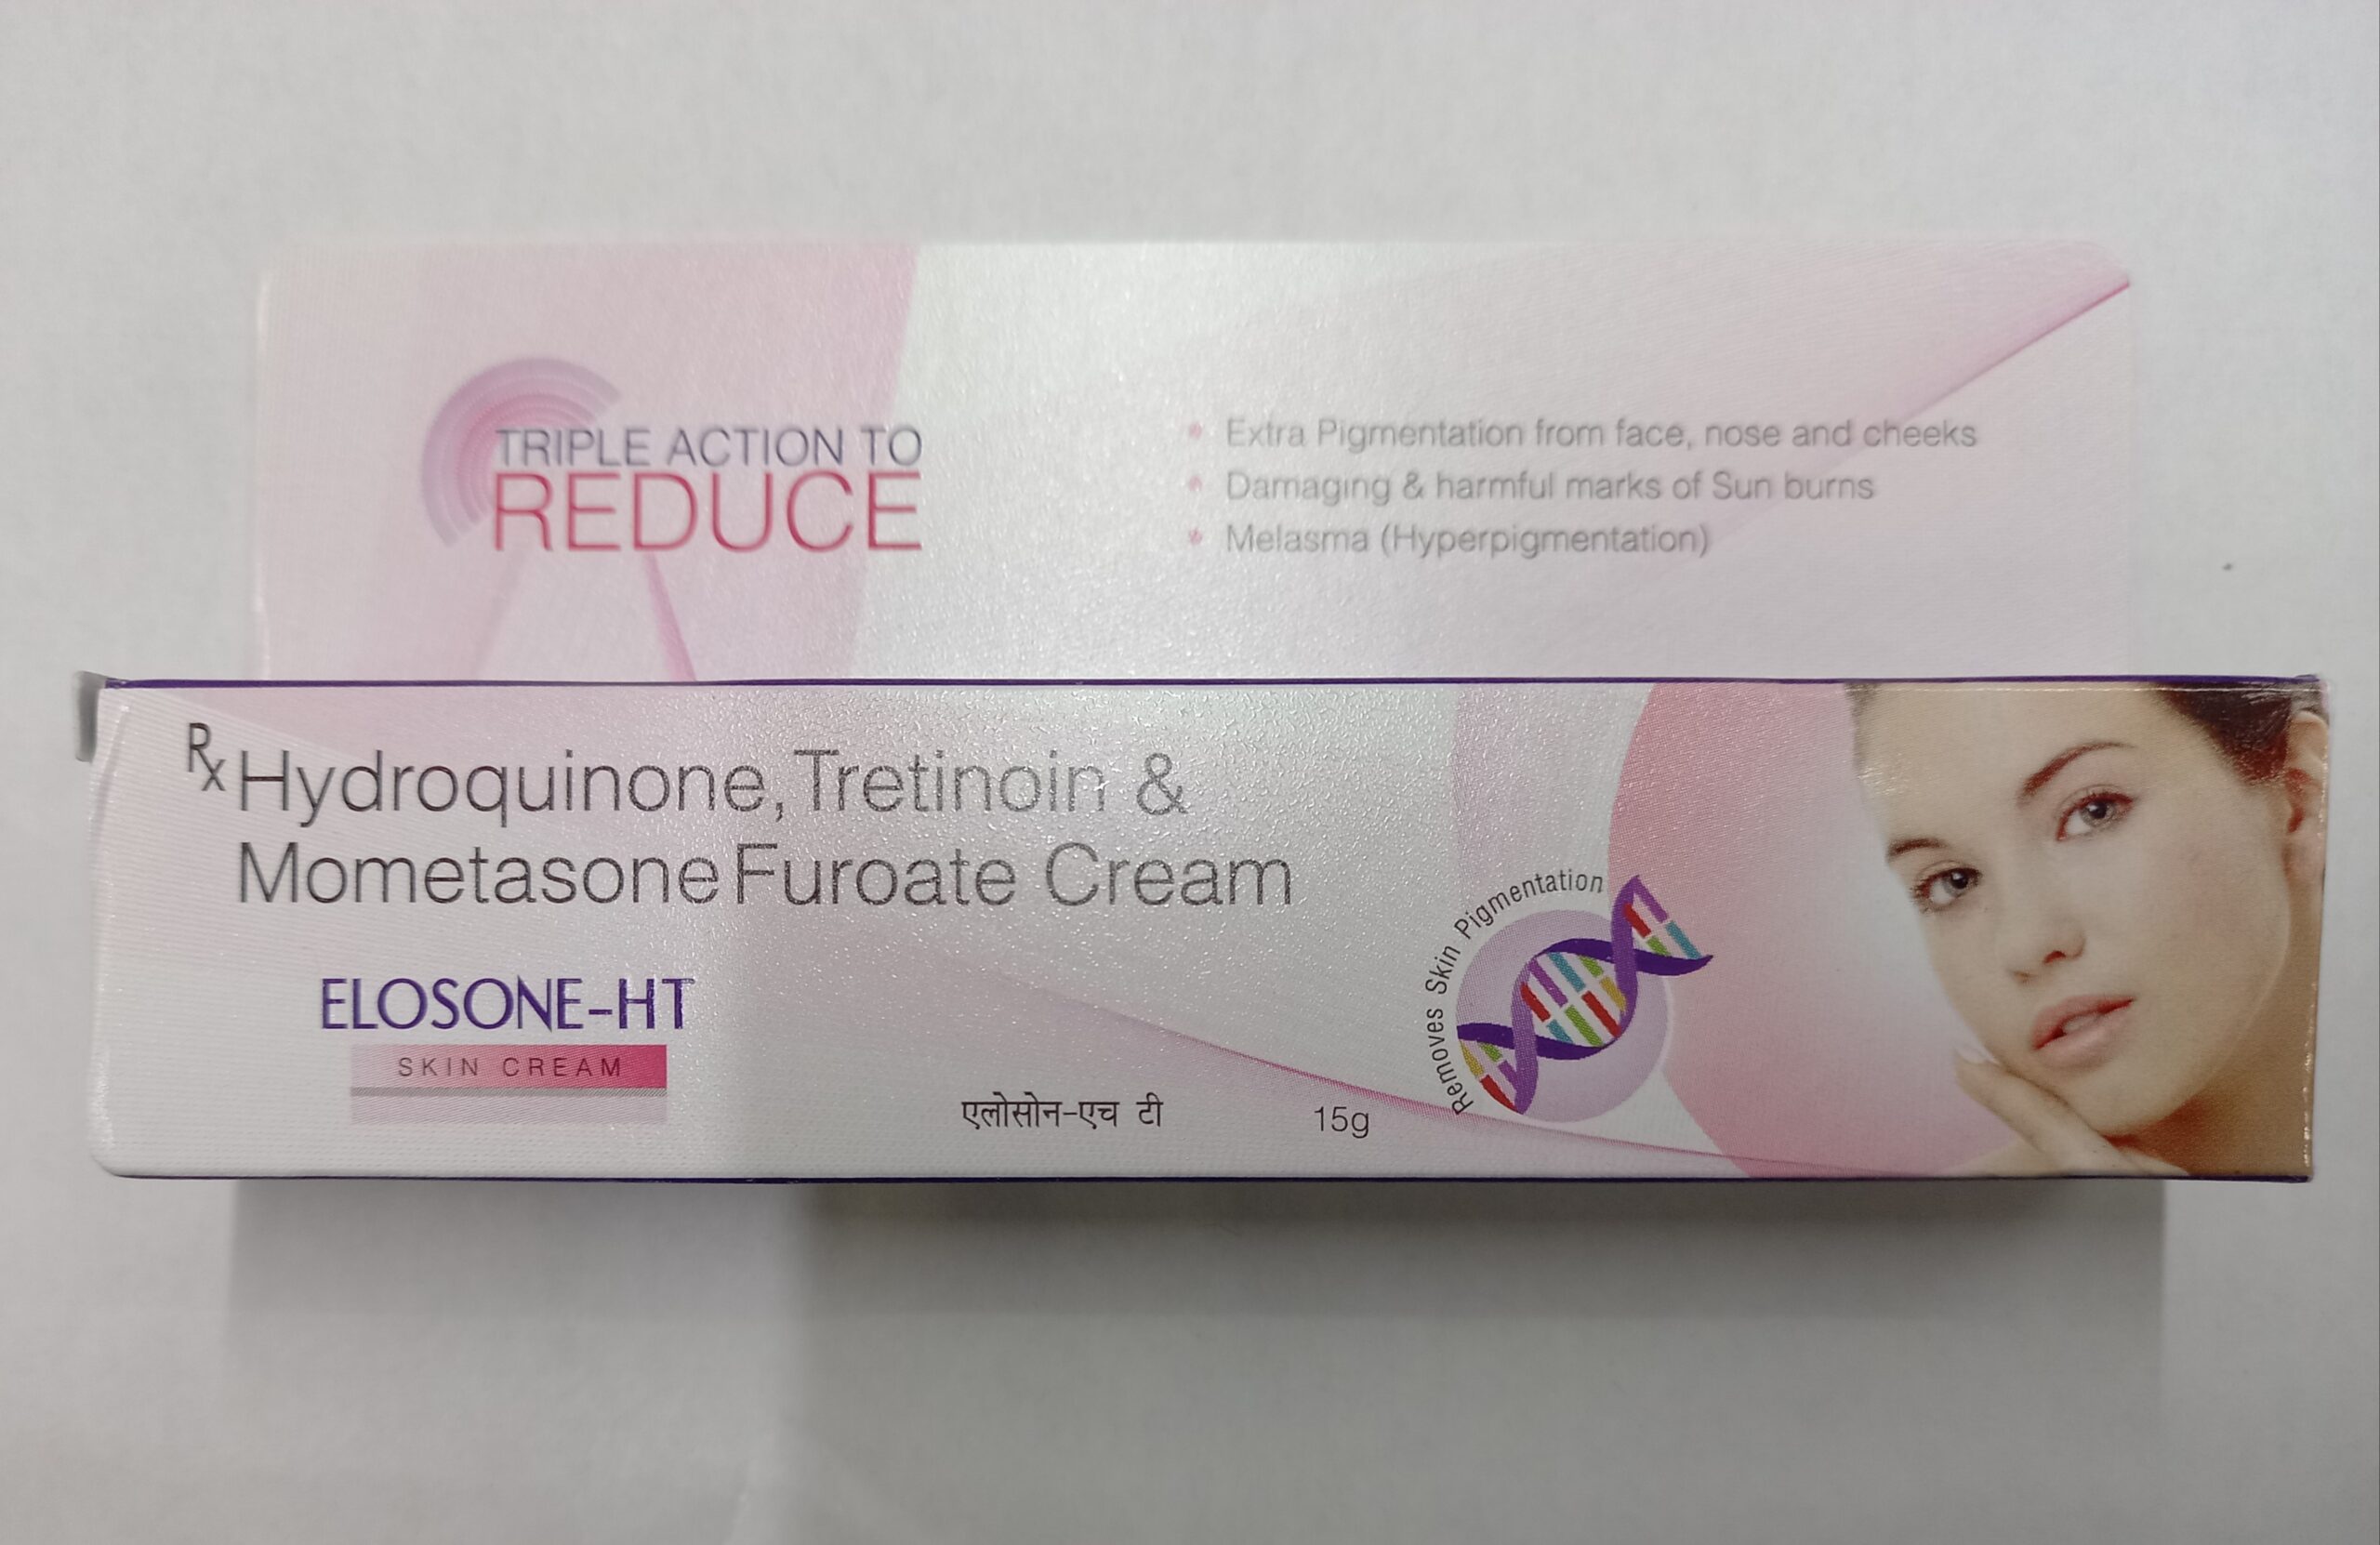 TRIPLE ACTION TO
REDUCE
• Extra Pigmentation from face, nose and cheeks
• Damaging & harmful marks of Sun burns
• Melasma (Hyperpigmentation)
Rx Hydroquinone, Tretinoin &
Mometasone Furoate Cream
ELOSONE-HT
SKIN CREAM
एलोसोन-एच टी
15g
Removes Skin Pigmentation